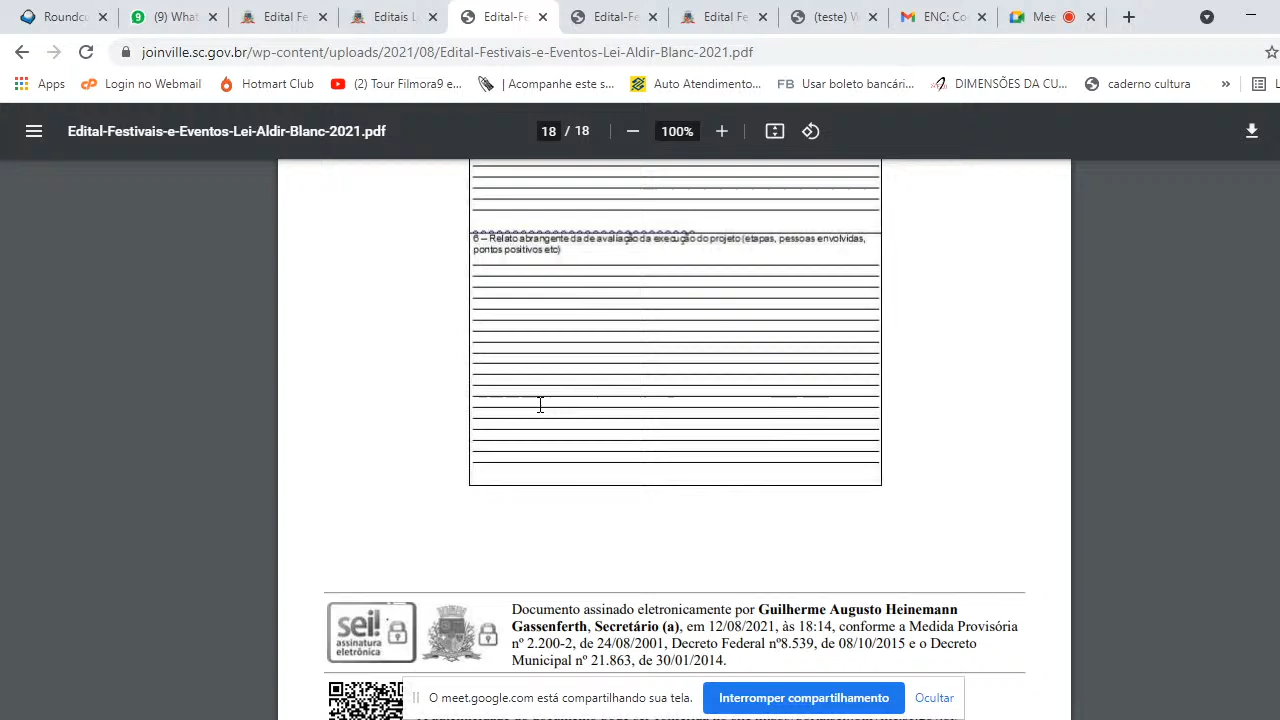 Roundcu
(9) What
Edital Fe
Editais L
Edital-Fe
Edital-Fe
Edital Fe
(teste) W
ENC: Co
Mee
joinville.sc.gov.br/wp-content/uploads/2021/08/Edital-Festivais-e-Eventos-Lei-Aldir-Blanc-2021.pdf
Apps
Login no Webmail
Hotmart Club
(2) Tour Filmora9 e...
| Acompanhe este s...
Auto Atendimento...
FB Usar boleto bancári...
DIMENSÕES DA CU...
caderno cultura
»
Edital-Festivais-e-Eventos-Lei-Aldir-Blanc-2021.pdf
18 / 18
100%
6 – Relato abrangente da de avaliação da execução do projeto (etapas, pessoas envolvidas,
pontos positivos etc)
sei!
assinatura
eletrônica
Documento assinado eletronicamente por Guilherme Augusto Heinemann
Gassenferth, Secretário (a), em 12/08/2021, às 18:14, conforme a Medida Provisória
nº 2.200-2, de 24/08/2001, Decreto Federal nº8.539, de 08/10/2015 e o Decreto
Municipal nº 21.863, de 30/01/2014.
O meet.google.com está compartilhando sua tela.
Interromper compartilhamento
Ocultar